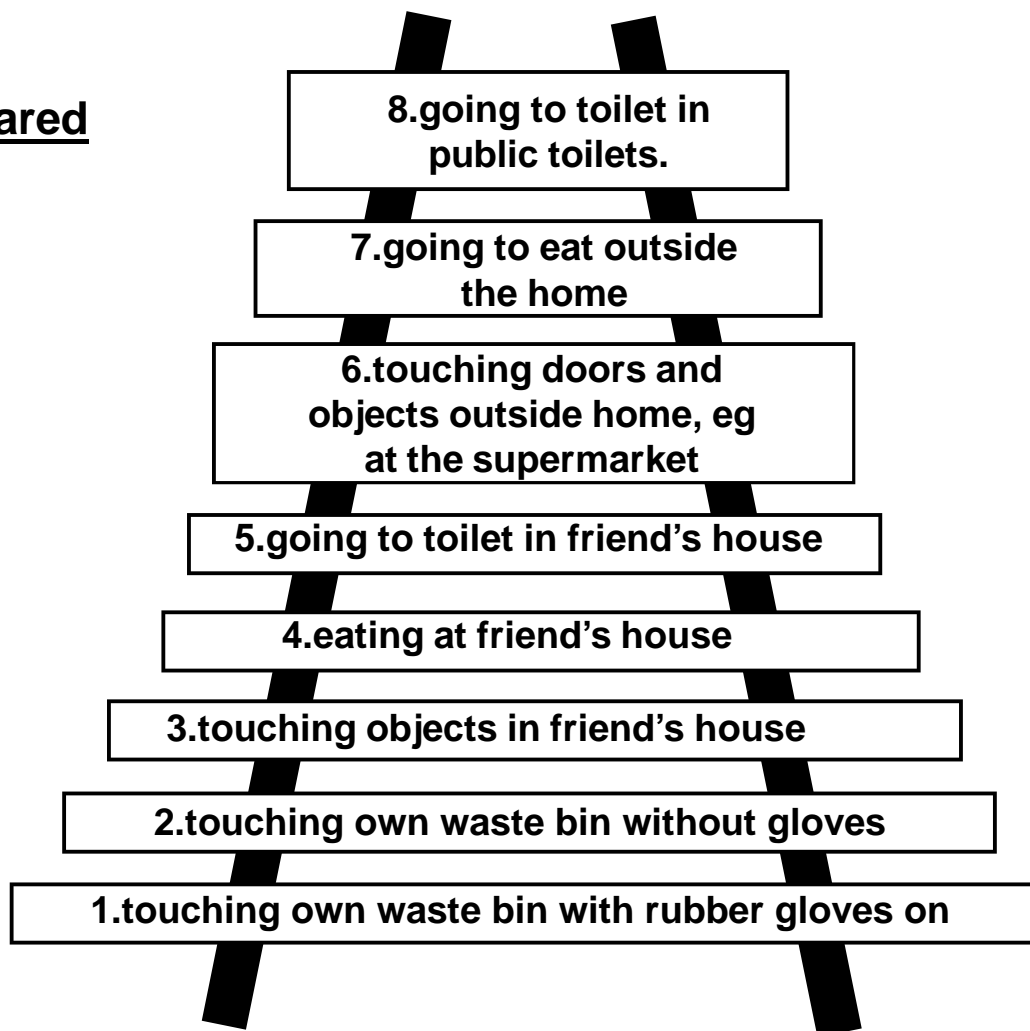 ared
8.going to toilet in
public toilets.
7.going to eat outside
the home
6.touching doors and
objects outside home, eg
at the supermarket
5.going to toilet in friend’s house
4.eating at friend’s house
3.touching objects in friend’s house
2.touching own waste bin without gloves
1.touching own waste bin with rubber gloves on